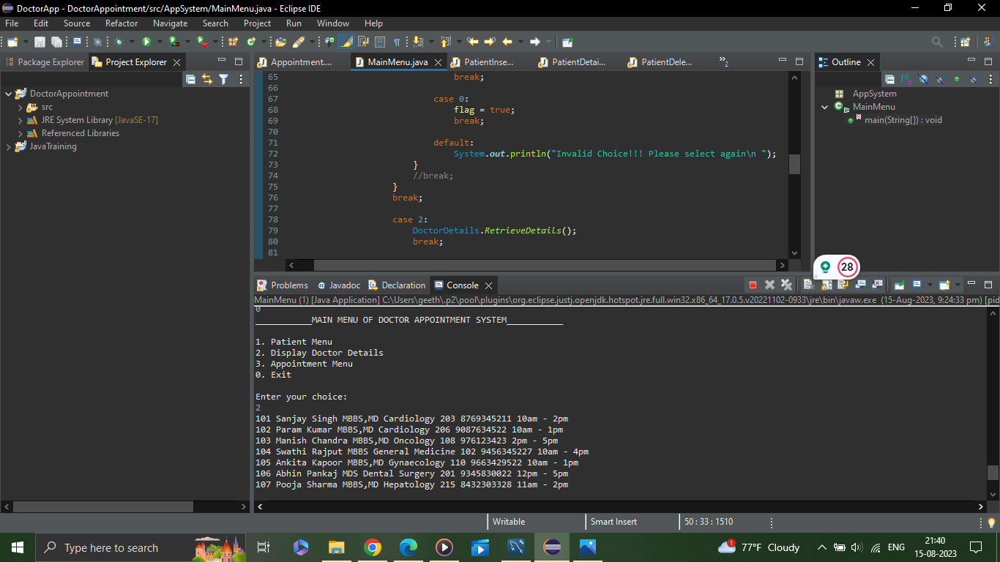 DoctorApp - DoctorAppointment/src/AppSystem/MainMenu.java - Eclipse IDE
File Edit Source Refactor Navigate Search Project Run Window Help
Package Explorer Project Explorer
DoctorAppointment
src
JRE System Library [JavaSE-17]
Referenced Libraries
JavaTraining
Appointment.... MainMenu.java PatientInse... PatientDetai... PatientDele... »2
65 break;
66
67 case 0:
68 flag = true;
69 break;
70
71 default:
72 System.out.println("Invalid Choice!!! Please select again\n ");
73 }
74 //break;
75 }
76 break;
77
78 case 2:
79 DoctorDetails.RetrieveDetails();
80 break;
81
Outline
AppSystem
MainMenu
main(String[]) : void
28
Problems Javadoc Declaration Console
MainMenu (1) [Java Application] C:\Users\geeth\.p2\pool\plugins\org.eclipse.justj.openjdk.hotspot.jre.full.win32.x86_64_17.0.5.v20221102-0933\jre\bin\javaw.exe (15-Aug-2023, 9:24:33 pm) [pid
0
___________MAIN MENU OF DOCTOR APPOINTMENT SYSTEM___________
1. Patient Menu
2. Display Doctor Details
3. Appointment Menu
0. Exit
Enter your choice:
2
101 Sanjay Singh MBBS,MD Cardiology 203 8769345211 10am - 2pm
102 Param Kumar MBBS,MD Cardiology 206 9087634522 10am - 1pm
103 Manish Chandra MBBS,MD Oncology 108 976123423 2pm - 5pm
104 Swathi Rajput MBBS General Medicine 102 9456345227 10am - 4pm
105 Ankita Kapoor MBBS,MD Gynaecology 110 9663429522 10am - 1pm
106 Abhin Pankaj MDS Dental Surgery 201 9345830022 12pm - 5pm
107 Pooja Sharma MBBS,MD Hepatology 215 8432303328 11am - 2pm
Writable Smart Insert 50 : 33 : 1510
Type here to search
1 77°F Cloudy ENG 21:40
15-08-2023